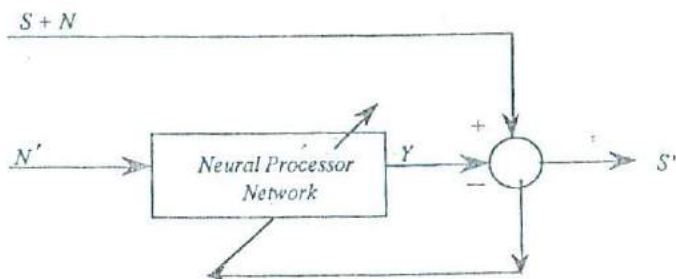 S + N
+
N′
Neural Processor
Network
Y
−
S'